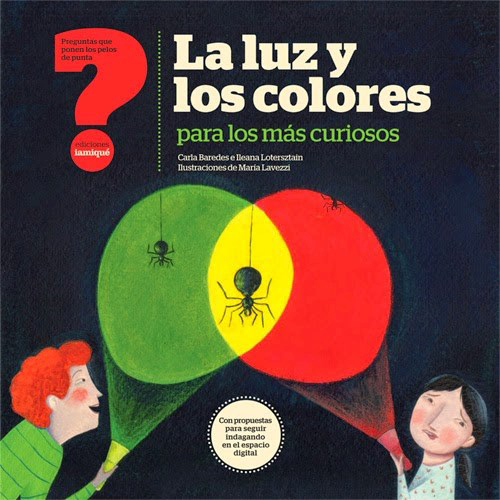 Preguntas que
ponen los pelos
de punta
?
ediciones
iamiqué
La luz y
los colores
para los más curiosos
Carla Baredes e Ileana Lotersztain
Ilustraciones de María Lavezzi
Con propuestas
para seguir
indagando
en el espacio
digital